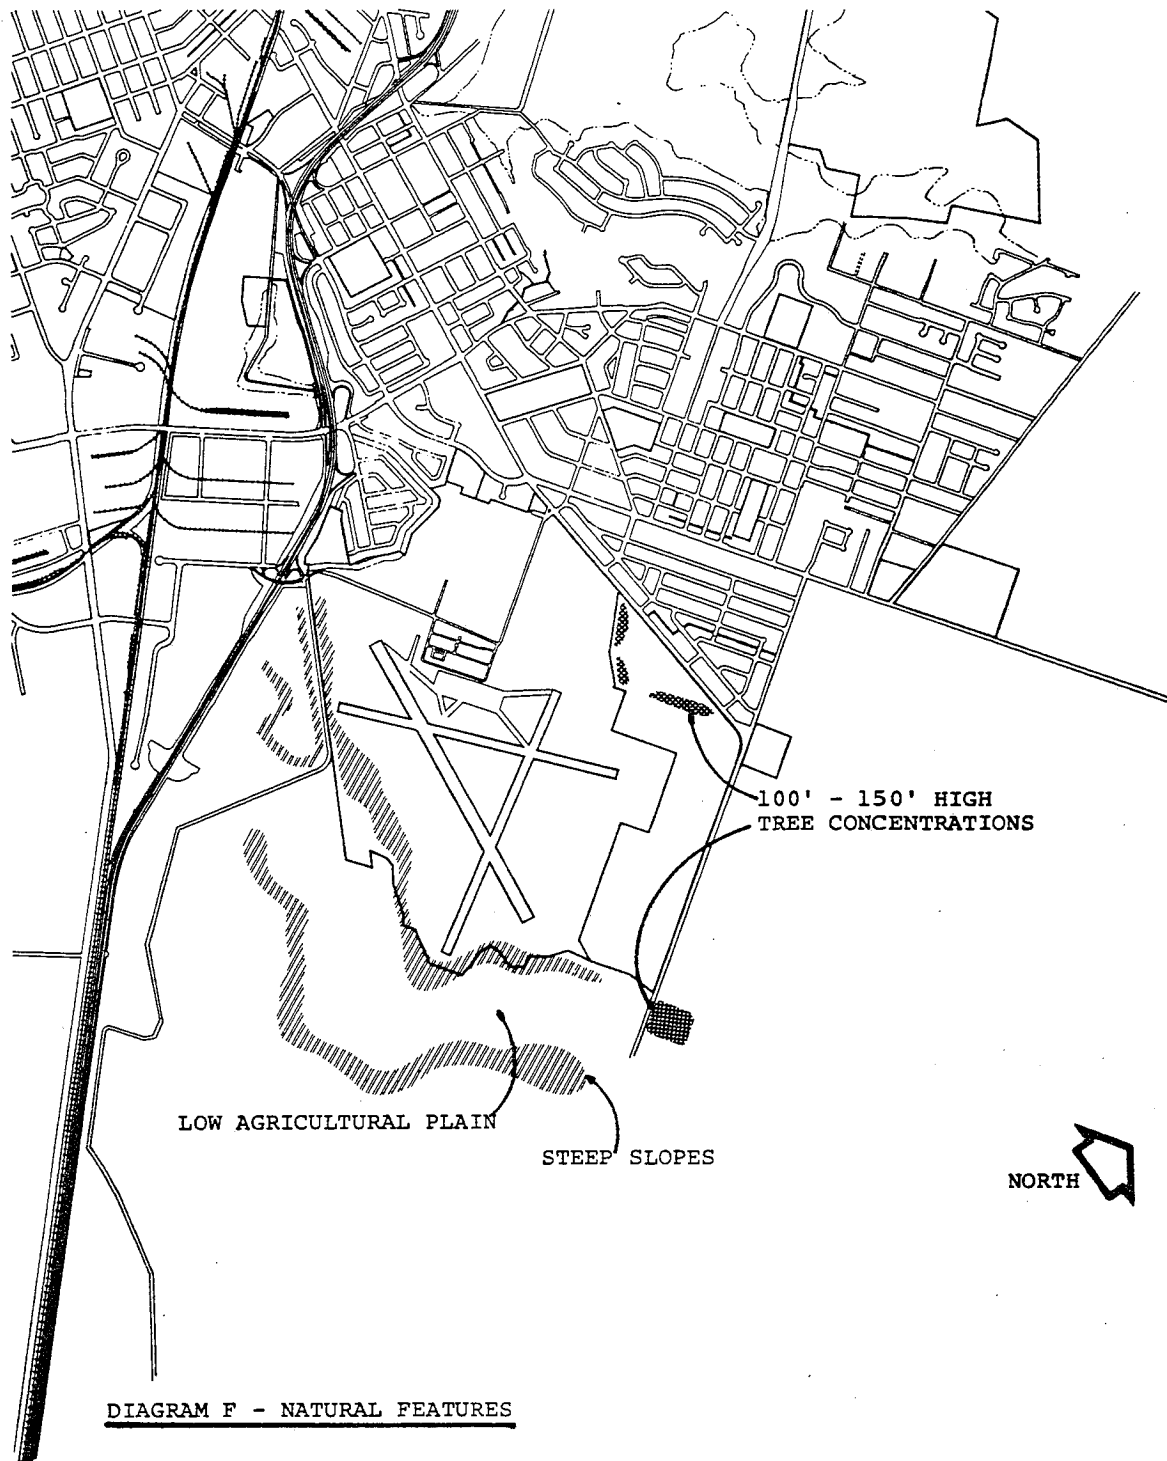 100' - 150' HIGH
TREE CONCENTRATIONS
LOW AGRICULTURAL PLAIN
STEEP SLOPES
NORTH
DIAGRAM F - NATURAL FEATURES